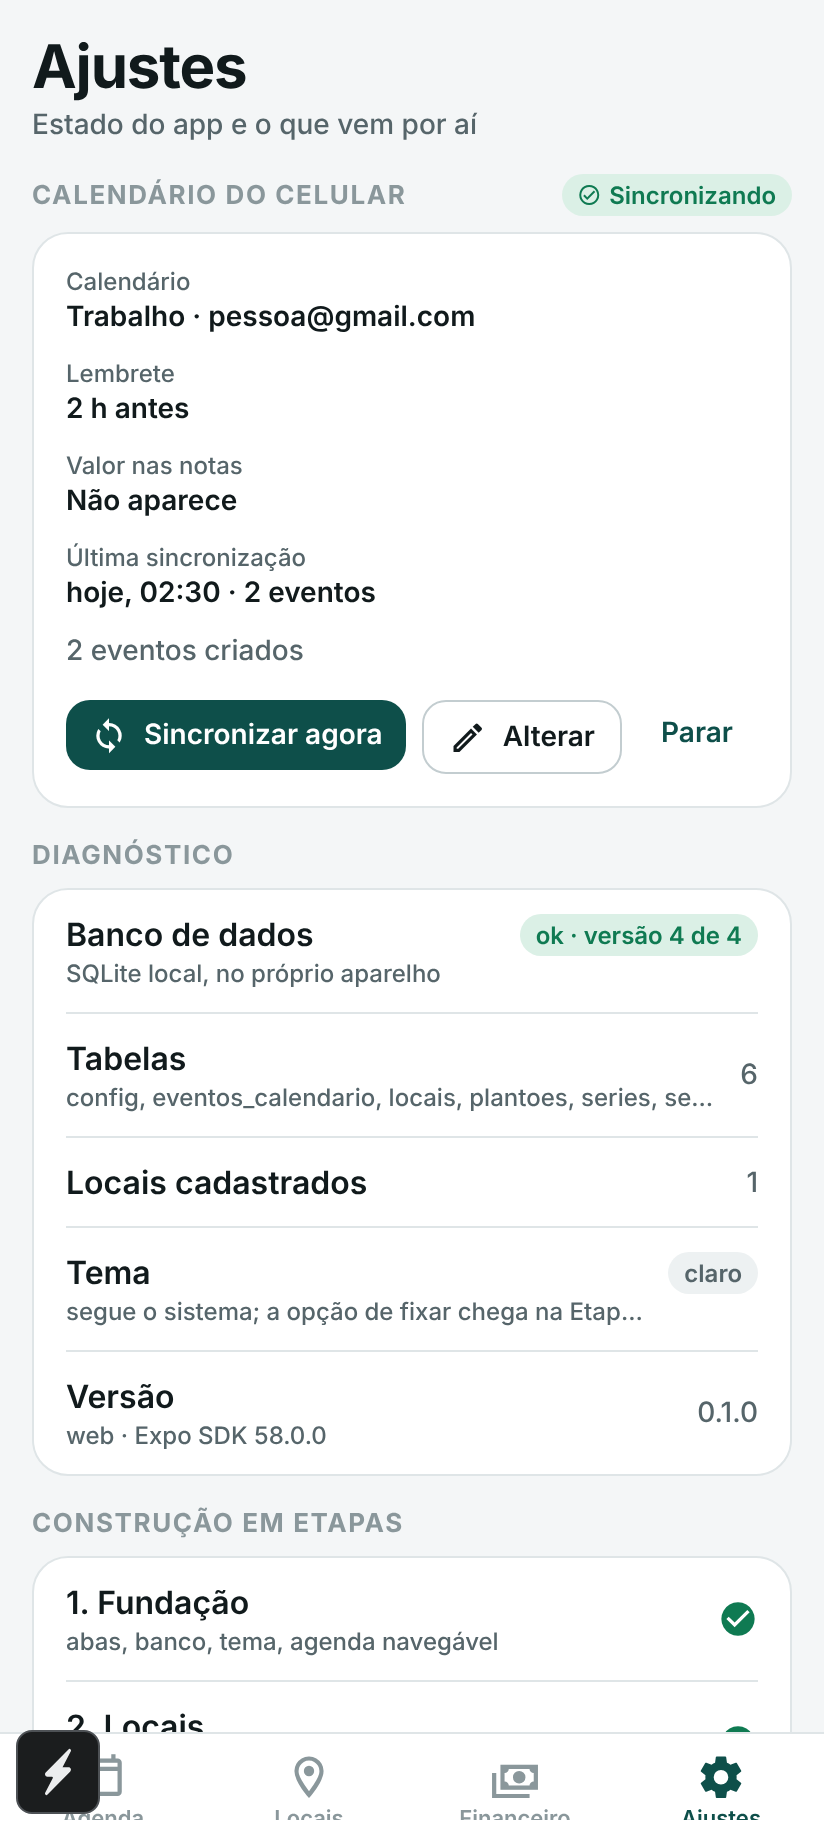 Ajustes
Estado do app e o que vem por aí
CALENDÁRIO DO CELULAR
Sincronizando
Calendário
Trabalho · pessoa@gmail.com
Lembrete
2 h antes
Valor nas notas
Não aparece
Última sincronização
hoje, 02:30 · 2 eventos
2 eventos criados
Sincronizar agora
Alterar
Parar
DIAGNÓSTICO
Banco de dados
ok · versão 4 de 4
SQLite local, no próprio aparelho
Tabelas
6
config, eventos_calendario, locais, plantoes, series, se...
Locais cadastrados
1
Tema
claro
segue o sistema; a opção de fixar chega na Etap...
Versão
0.1.0
web · Expo SDK 58.0.0
CONSTRUÇÃO EM ETAPAS
1. Fundação
abas, banco, tema, agenda navegável
2. Locais
Agenda
Locais
Financeiro
Ajustes